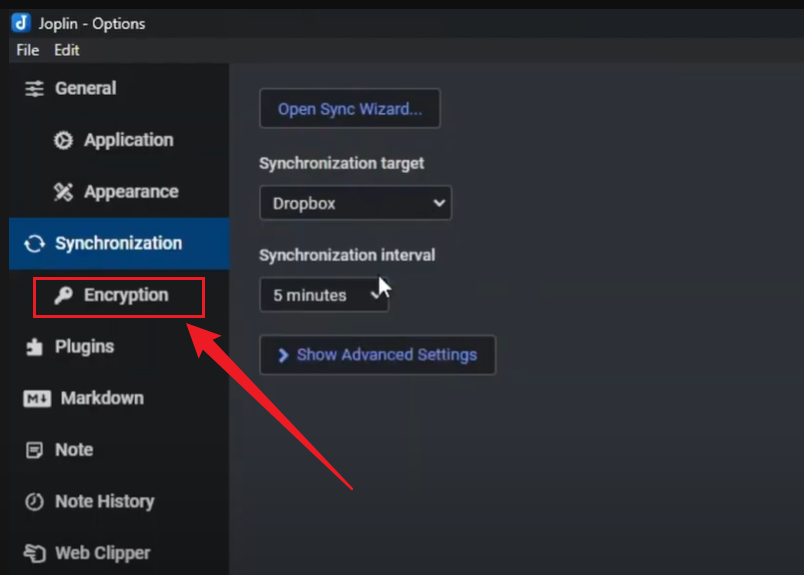 Joplin - Options
File Edit
General
Application
Appearance
Synchronization
Encryption
Plugins
Markdown
Note
Note History
Web Clipper
Open Sync Wizard...
Synchronization target
Dropbox
Synchronization interval
5 minutes
Show Advanced Settings